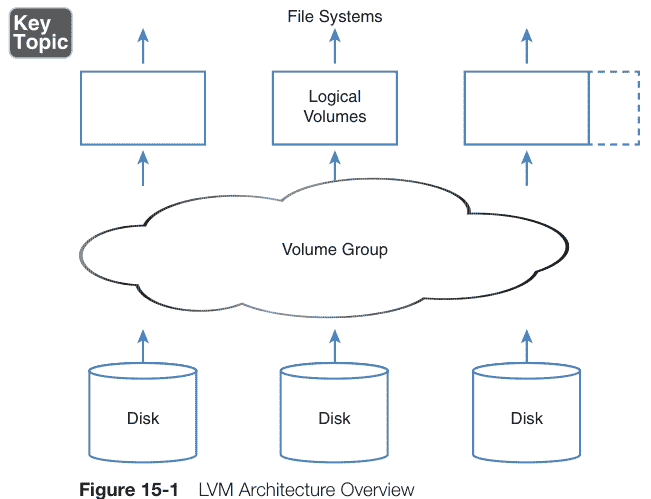 Key
Topic
File Systems
Logical
Volumes
Volume Group
Disk
Disk
Disk
Figure 15-1 LVM Architecture Overview